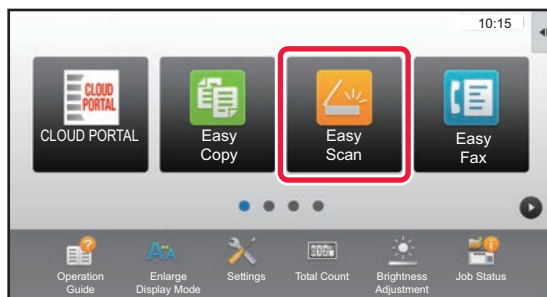 10:15
CLOUD
PORTAL
CLOUD PORTAL
Easy
Copy
Easy
Scan
Easy
Fax
Operation
Guide
Enlarge
Display Mode
Settings
Total Count
Brightness
Adjustment
Job Status